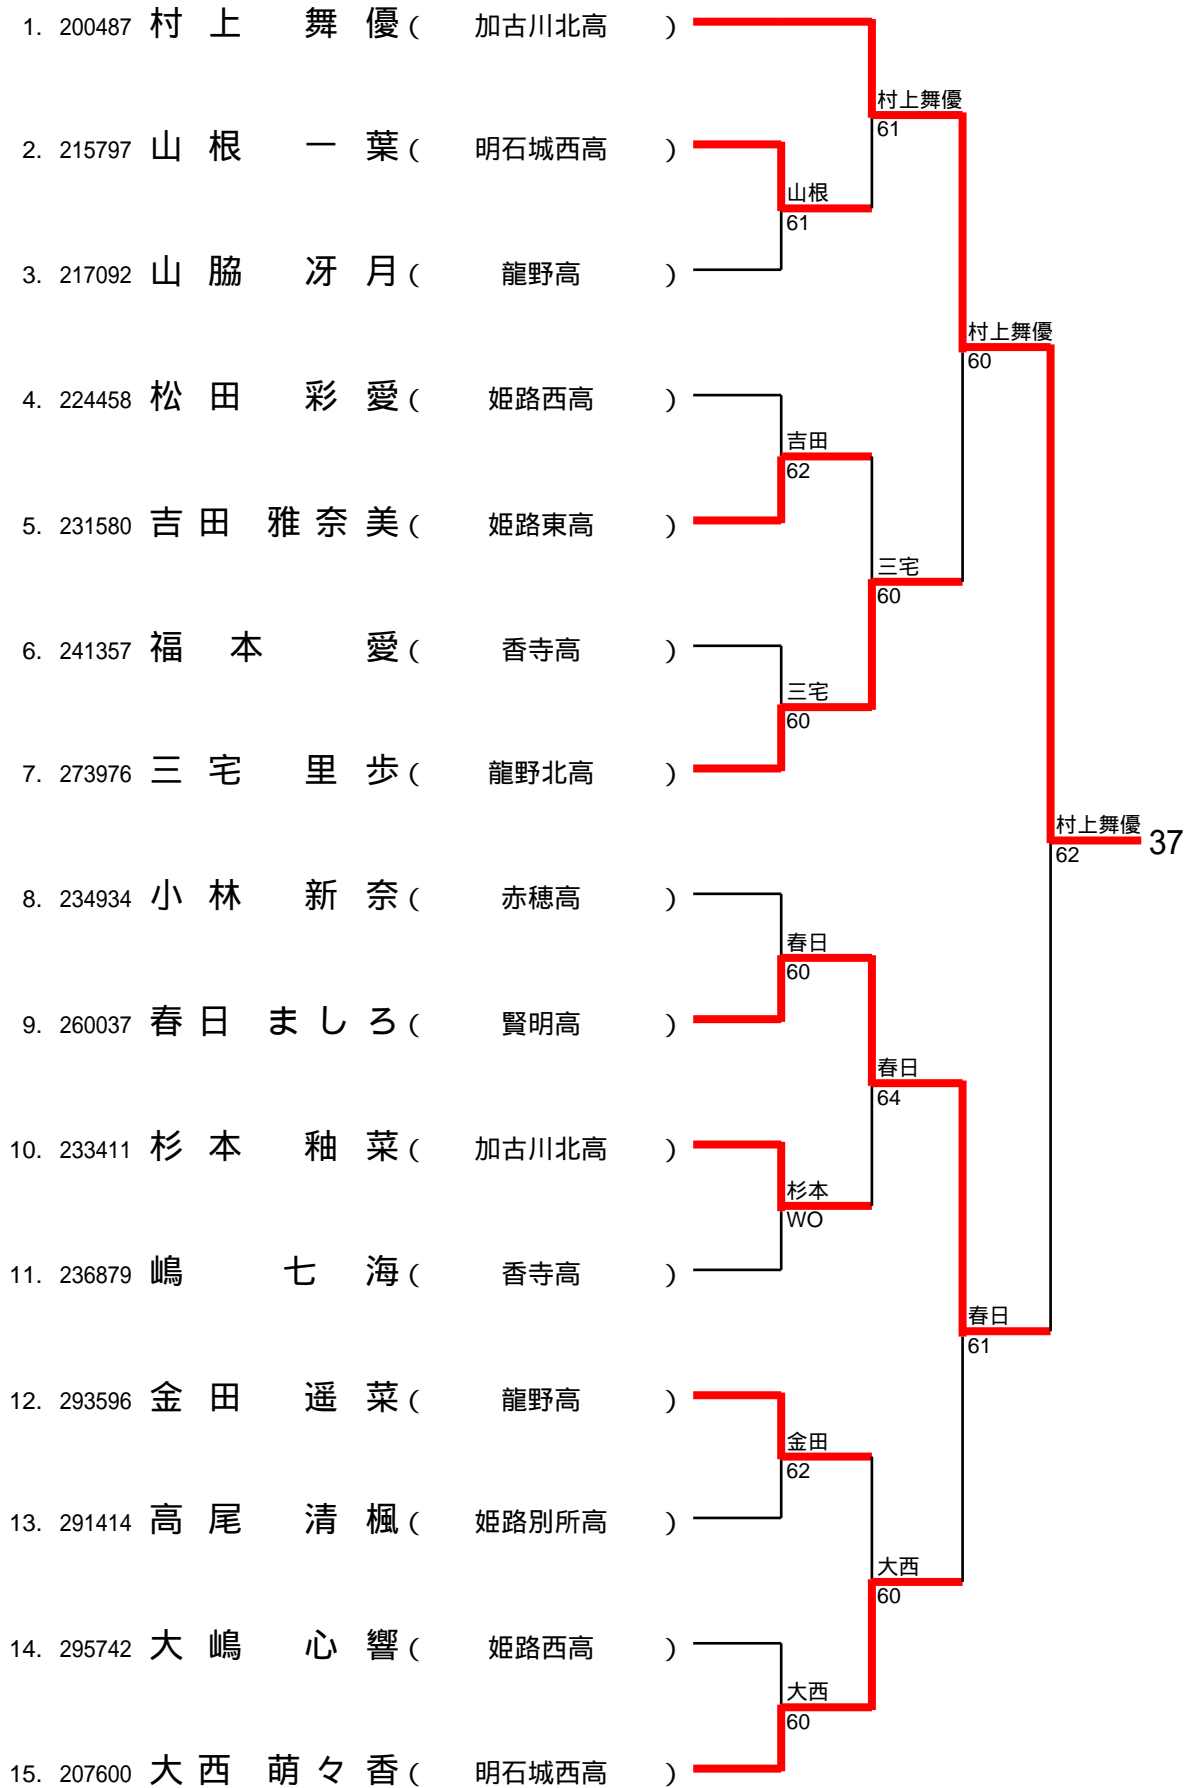 1. 200487 村上 舞優 ( 加古川北高 )
村上舞優
61
2. 215797 山根 一葉 ( 明石城西高 )
山根
61
3. 217092 山脇 冴月 ( 龍野高 )
村上舞優
60
4. 224458 松田 彩愛 ( 姫路西高 )
吉田
62
5. 231580 吉田 雅奈美 ( 姫路東高 )
三宅
60
6. 241357 福本 愛 ( 香寺高 )
三宅
60
7. 273976 三宅 里歩 ( 龍野北高 )
村上舞優
62
37
8. 234934 小林 新奈 ( 赤穂高 )
春日
60
9. 260037 春日 ましろ ( 賢明高 )
春日
64
10. 233411 杉本 釉菜 ( 加古川北高 )
杉本
WO
11. 236879 嶋 七海 ( 香寺高 )
春日
61
12. 293596 金田 遥菜 ( 龍野高 )
金田
62
13. 291414 高尾 清楓 ( 姫路別所高 )
大西
60
14. 295742 大嶋 心響 ( 姫路西高 )
大西
60
15. 207600 大西 萌々香 ( 明石城西高 )